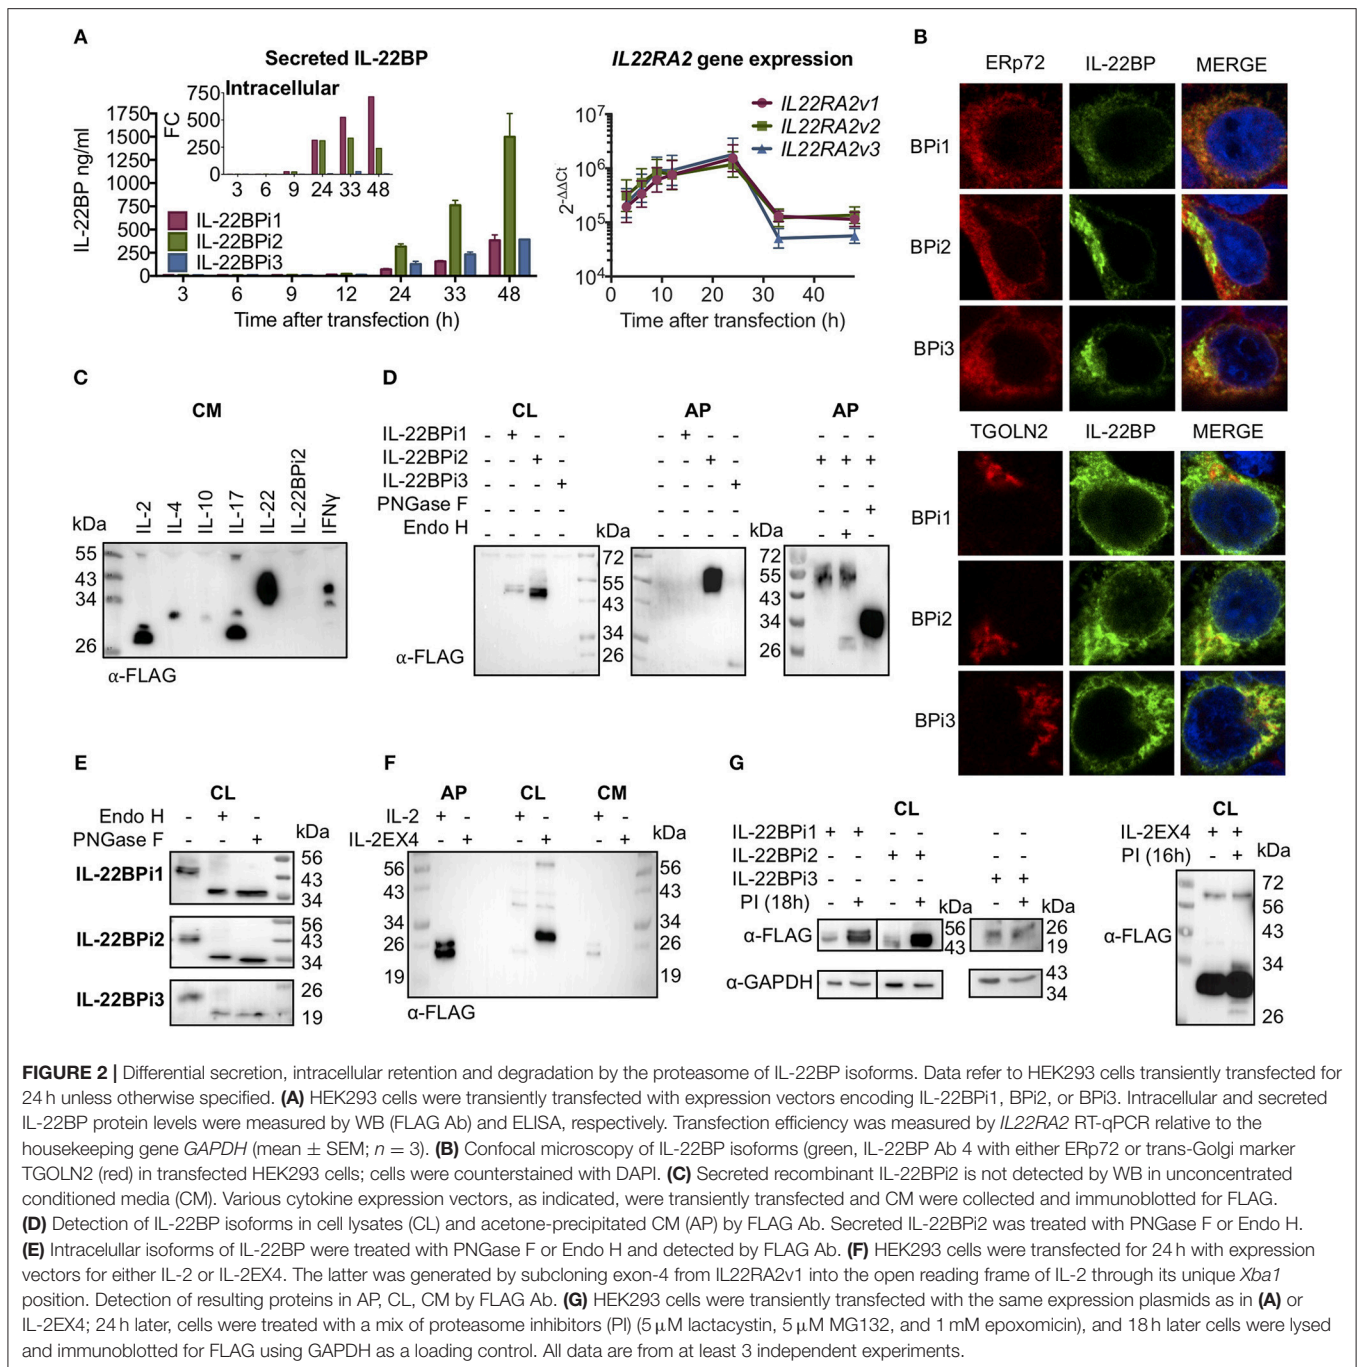 A
Secreted IL-22BP
Intracellular
FC
750
500
250
0
3 6 9 24 33 48
IL-22BP ng/ml
1750
1500
1250
1000
750
500
250
0
IL-22BPi1
IL-22BPi2
IL-22BPi3
3 6 9 12 24 33 48
Time after transfection (h)
IL22RA2 gene expression
IL22RA2v1
IL22RA2v2
IL22RA2v3
2-ΔΔCt
10^7
10^6
10^5
10^4
0 10 20 30 40
Time after transfection (h)
B
ERp72 IL-22BP MERGE
BPi1
BPi2
BPi3
TGOLN2 IL-22BP MERGE
BPi1
BPi2
BPi3
C
CM
kDa IL-2 IL-4 IL-10 IL-17 IL-22 IL-22BPi2 IFNγ
55
43
34
26
α-FLAG
D
CL AP AP
IL-22BPi1 - + - - - + - - - - -
IL-22BPi2 - - + - - - + - + + +
IL-22BPi3 - - - + - - - + - - -
PNGase F - - - - - - - - - - +
Endo H - - - - - - - - - + -
kDa kDa
72 72
55 55
43 43
34 34
26 26
α-FLAG
E
CL
Endo H - + -
PNGase F - - + kDa
IL-22BPi1 56
43
34
IL-22BPi2 56
43
34
IL-22BPi3 26
19
F
AP CL CM
IL-2 + - + - + -
IL-2EX4 - + - + - + kDa
56 56
43 43
34 34
26 26
19 19
α-FLAG
G
CL
IL-22BPi1 + +
IL-22BPi2 + +
IL-22BPi3 + +
PI (18h) - + - + kDa - + kDa
α-FLAG 56 26
43 19
α-GAPDH 43
34
CL
IL-2EX4 + +
PI (16h) - + kDa
72
56
43
34
26
α-FLAG
FIGURE 2 | Differential secretion, intracellular retention and degradation by the proteasome of IL-22BP isoforms. Data refer to HEK293 cells transiently transfected for
24 h unless otherwise specified. (A) HEK293 cells were transiently transfected with expression vectors encoding IL-22BPi1, BPi2, or BPi3. Intracellular and secreted
IL-22BP protein levels were measured by WB (FLAG Ab) and ELISA, respectively. Transfection efficiency was measured by IL22RA2 RT-qPCR relative to the
housekeeping gene GAPDH (mean ± SEM; n = 3). (B) Confocal microscopy of IL-22BP isoforms (green, IL-22BP Ab 4 with either ERp72 or trans-Golgi marker
TGOLN2 (red) in transfected HEK293 cells; cells were counterstained with DAPI. (C) Secreted recombinant IL-22BPi2 is not detected by WB in unconcentrated
conditioned media (CM). Various cytokine expression vectors, as indicated, were transiently transfected and CM were collected and immunoblotted for FLAG.
(D) Detection of IL-22BP isoforms in cell lysates (CL) and acetone-precipitated CM (AP) by FLAG Ab. Secreted IL-22BPi2 was treated with PNGase F or Endo H.
(E) Intracelullar isoforms of IL-22BP were treated with PNGase F or Endo H and detected by FLAG Ab. (F) HEK293 cells were transfected for 24 h with expression
vectors for either IL-2 or IL-2EX4. The latter was generated by subcloning exon-4 from IL22RA2v1 into the open reading frame of IL-2 through its unique Xba1
position. Detection of resulting proteins in AP, CL, CM by FLAG Ab. (G) HEK293 cells were transiently transfected with the same expression plasmids as in (A) or
IL-2EX4; 24 h later, cells were treated with a mix of proteasome inhibitors (PI) (5 μM lactacystin, 5 μM MG132, and 1 mM epoxomicin), and 18 h later cells were lysed
and immunoblotted for FLAG using GAPDH as a loading control. All data are from at least 3 independent experiments.